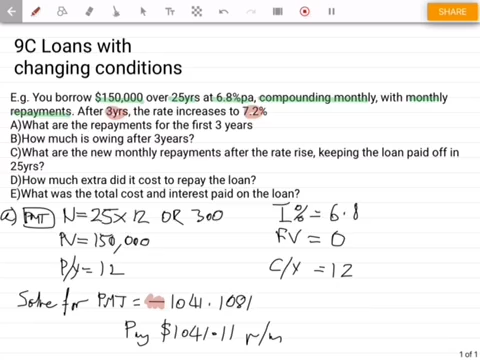 SHARE
9C Loans with
changing conditions
E.g. You borrow $150,000 over 25yrs at 6.8%pa, compounding monthly, with monthly
repayments. After 3yrs, the rate increases to 7.2%
A)What are the repayments for the first 3 years
B)How much is owing after 3years?
C)What are the new monthly repayments after the rate rise, keeping the loan paid off in
25yrs?
D)How much extra did it cost to repay the loan?
E)What was the total cost and interest paid on the loan?
a) PMT N=25x12 OR 300 I%=6.8
PV=150,000 FV=0
P/Y=12 C/Y=12
Solve for PMT = -1041.1081
Pay $1041.11 p/m
1 of 1